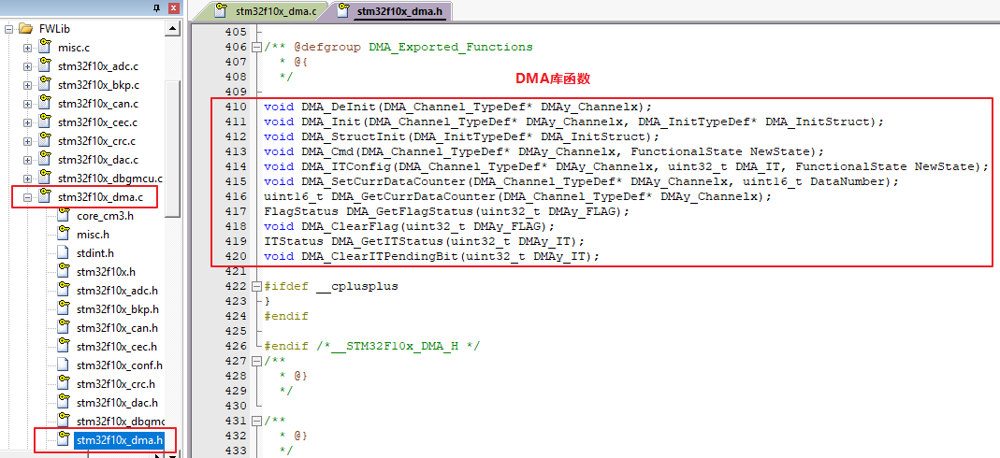 FWLib
misc.c
stm32f10x_adc.c
stm32f10x_bkp.c
stm32f10x_can.c
stm32f10x_cec.c
stm32f10x_crc.c
stm32f10x_dac.c
stm32f10x_dbgmcu.c
stm32f10x_dma.c
core_cm3.h
misc.h
stdint.h
stm32f10x.h
stm32f10x_adc.h
stm32f10x_bkp.h
stm32f10x_can.h
stm32f10x_cec.h
stm32f10x_conf.h
stm32f10x_crc.h
stm32f10x_dac.h
stm32f10x_dbgmc
stm32f10x_dma.h
stm32f10x_dma.c
stm32f10x_dma.h
405
406 /** @defgroup DMA_Exported_Functions
407 * @{
408 */
DMA库函数
409
410 void DMA_DeInit(DMA_Channel_TypeDef* DMAy_Channelx);
411 void DMA_Init(DMA_Channel_TypeDef* DMAy_Channelx, DMA_InitTypeDef* DMA_InitStruct);
412 void DMA_StructInit(DMA_InitTypeDef* DMA_InitStruct);
413 void DMA_Cmd(DMA_Channel_TypeDef* DMAy_Channelx, FunctionalState NewState);
414 void DMA_ITConfig(DMA_Channel_TypeDef* DMAy_Channelx, uint32_t DMA_IT, FunctionalState NewState);
415 void DMA_SetCurrDataCounter(DMA_Channel_TypeDef* DMAy_Channelx, uint16_t DataNumber);
416 uint16_t DMA_GetCurrDataCounter(DMA_Channel_TypeDef* DMAy_Channelx);
417 FlagStatus DMA_GetFlagStatus(uint32_t DMAy_FLAG);
418 void DMA_ClearFlag(uint32_t DMAy_FLAG);
419 ITStatus DMA_GetITStatus(uint32_t DMAy_IT);
420 void DMA_ClearITPendingBit(uint32_t DMAy_IT);
421
422 #ifdef __cplusplus
423 }
424 #endif
425
426 #endif /*__STM32F10x_DMA_H */
427 /**
428 * @}
429 */
430
431 /**
432 * @}
433 */